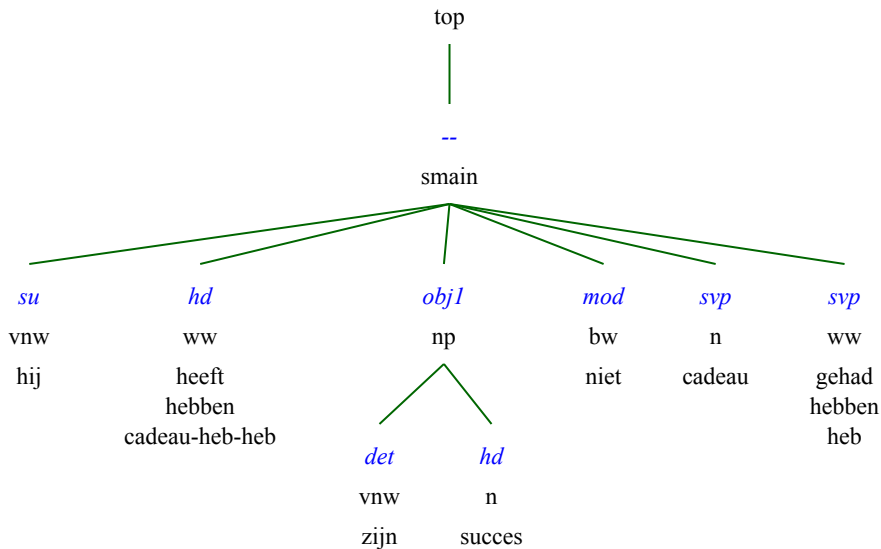 top
--
smain
su hd obj1 mod svp svp
vnw ww np bw n ww
hij heeft niet cadeau gehad
hebben hebben
cadeau-heb-heb heb
det hd
vnw n
zijn succes